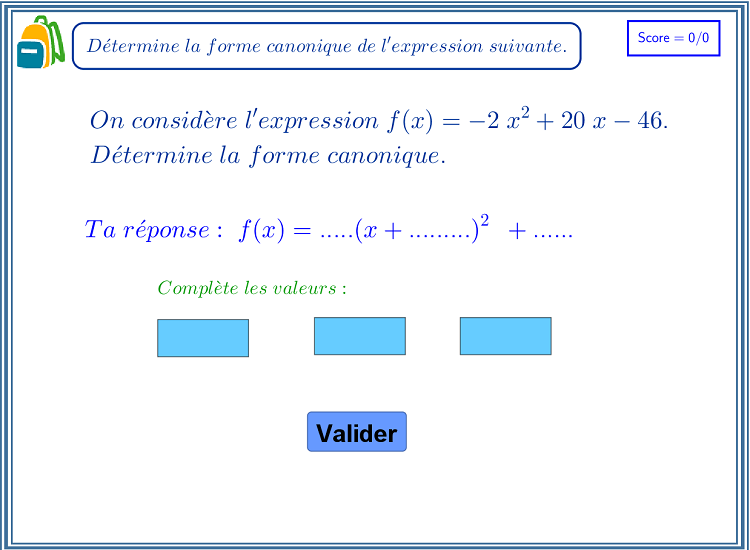 Détermine la forme canonique de l'expression suivante.
Score = 0/0
On considère l'expression f(x) = −2 x² + 20 x − 46.
Détermine la forme canonique.
Ta réponse : f(x) = .....(x + .........)² + ......
Complète les valeurs :
Valider